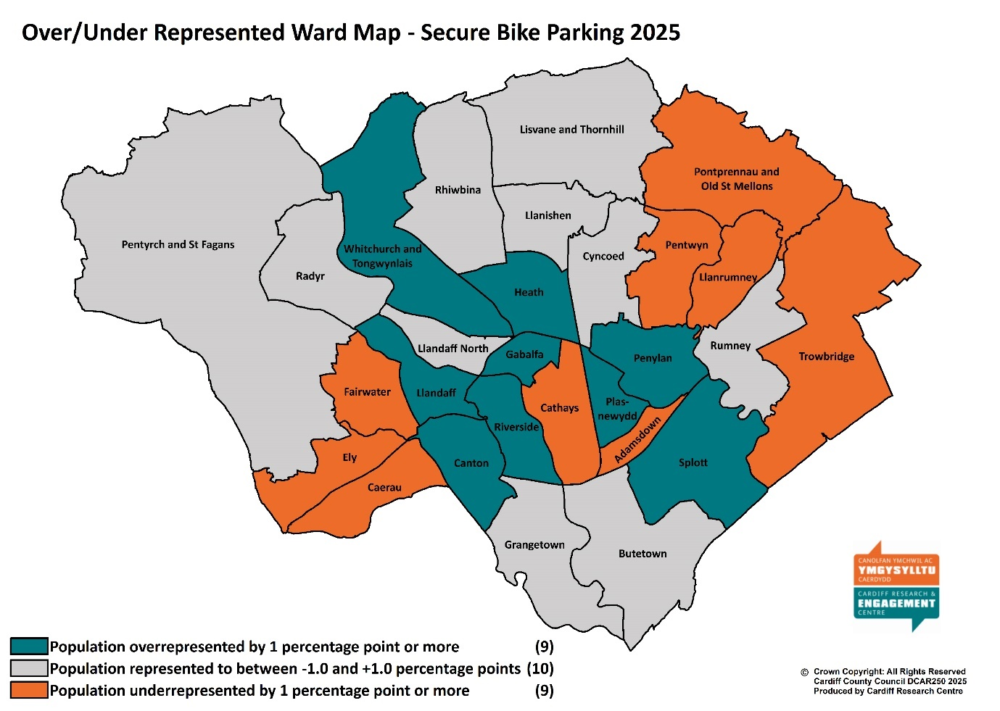 Over/Under Represented Ward Map - Secure Bike Parking 2025
Lisvane and Thornhill
Pontprennau and
Old St Mellons
Rhiwbina
Llanishen
Pentyrch and St Fagans
Whitchurch and
Tongwynlais
Cyncoed
Pentwyn
Radyr
Llanrumney
Heath
Llandaff North
Gabalfa
Penylan
Rumney
Trowbridge
Fairwater
Llandaff
Cathays
Plas-
newydd
Riverside
Adamsdown
Ely
Canton
Splott
Caerau
Grangetown
Butetown
CANOLFAN YMCHWIL AC
YMGYSYLLTU
CAERDYDD
CARDIFF RESEARCH &
ENGAGEMENT
CENTRE
Population overrepresented by 1 percentage point or more (9)
Population represented to between -1.0 and +1.0 percentage points (10)
Population underrepresented by 1 percentage point or more (9)
© Crown Copyright: All Rights Reserved
Cardiff County Council DCAR250 2025
Produced by Cardiff Research Centre